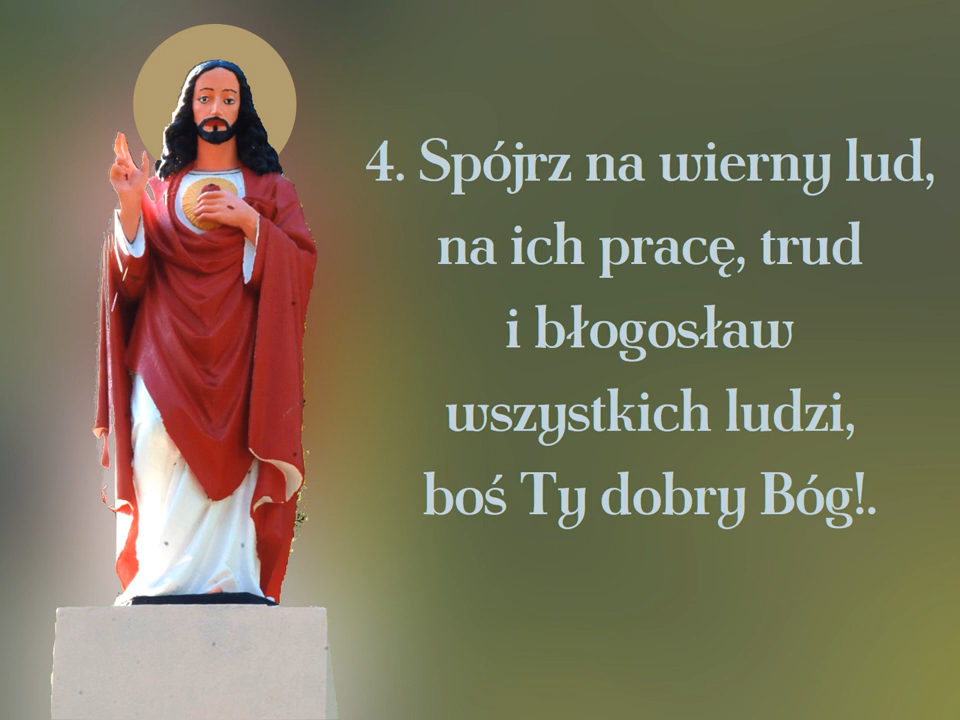 4. Spójrz na wierny lud,
na ich pracę, trud
i błogosław
wszystkich ludzi,
boś Ty dobry Bóg!.